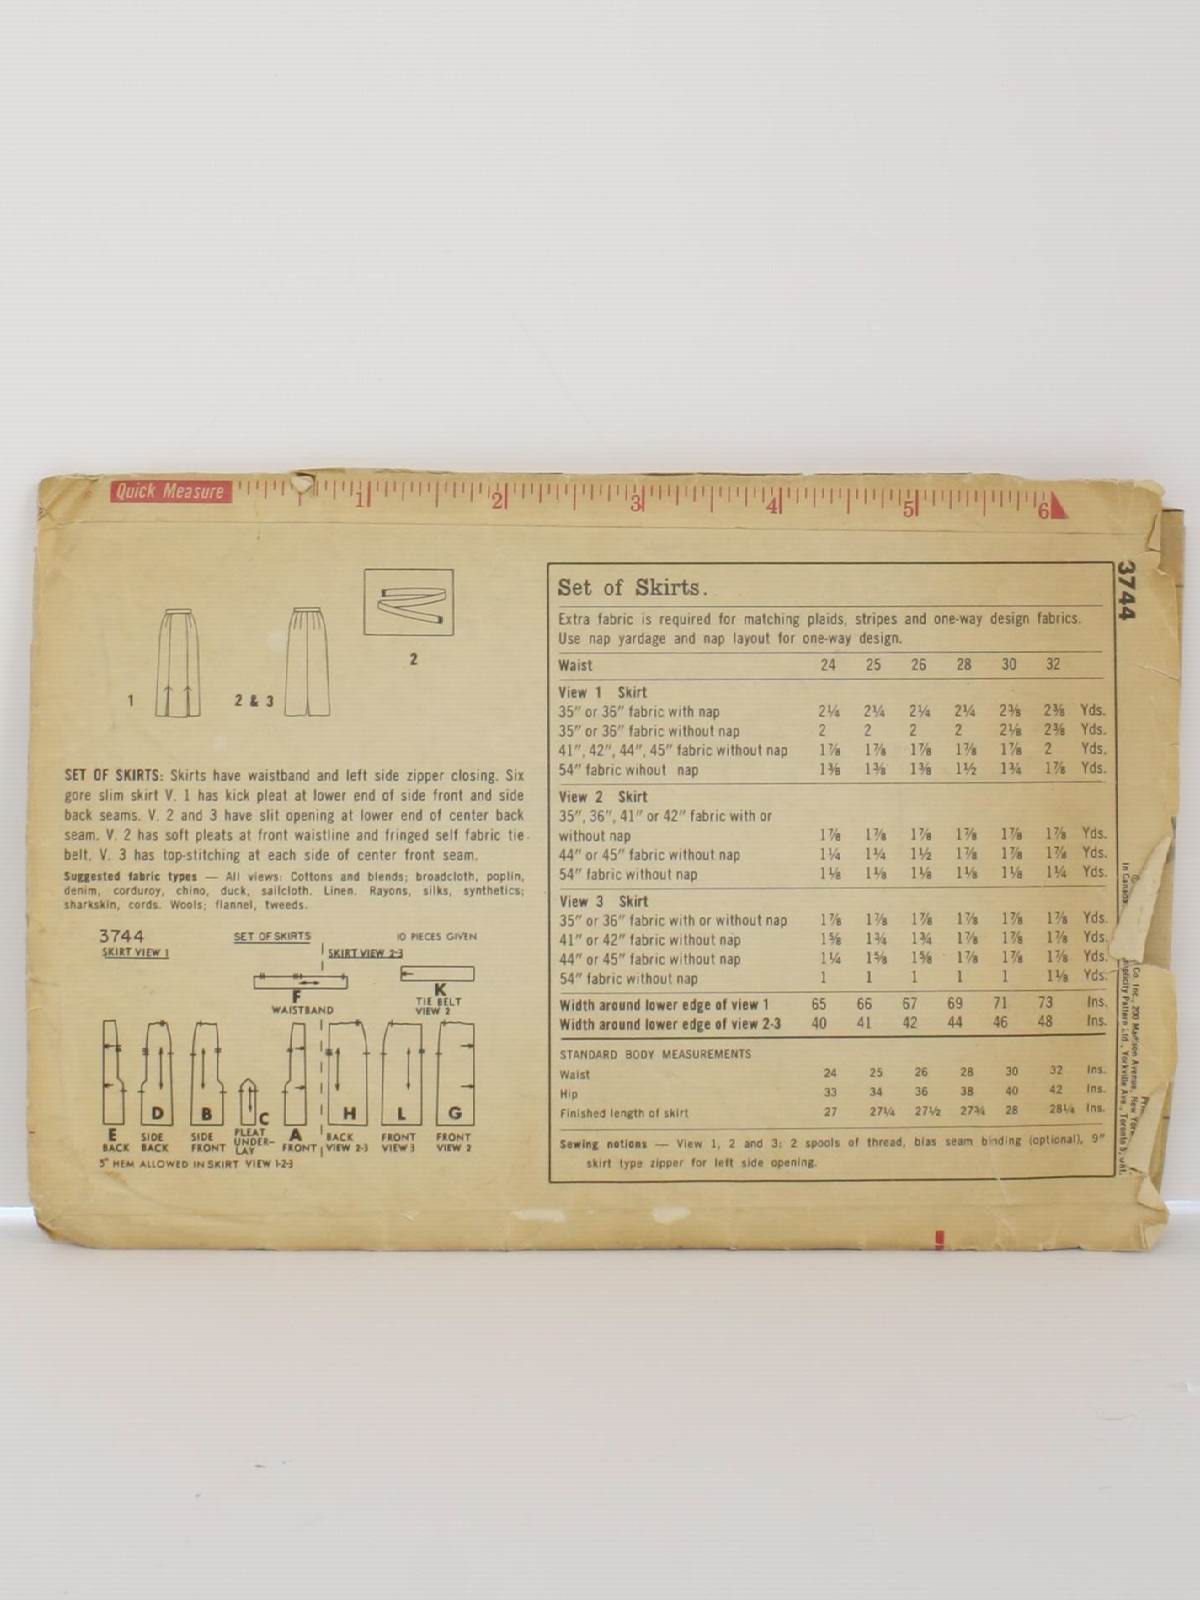 Quick Measure 1 2 3 4 5 6
2
1 2 & 3
SET OF SKIRTS: Skirts have waistband and left side zipper closing. Six
gore slim skirt V. 1 has kick pleat at lower end of side front and side
back seams. V. 2 and 3 have slit opening at lower end of center back
seam. V. 2 has soft pleats at front waistline and fringed self fabric tie
belt. V. 3 has top-stitching at each side of center front seam.
Suggested fabric types — All views: Cottons and blends; broadcloth, poplin,
denim, corduroy, chino, duck, sailcloth. Linen. Rayons, silks, synthetics;
sharkskin, cords. Wools; flannel, tweeds.
3744 SET OF SKIRTS 10 PIECES GIVEN
SKIRT VIEW 1 SKIRT VIEW 2-3
F
WAISTBAND
K
TIE BELT
VIEW 2
D B C H L G
E
BACK
SIDE
BACK
SIDE
FRONT
PLEAT
UNDER-
LAY
A
FRONT
BACK
VIEW 2-3
FRONT
VIEW 3
FRONT
VIEW 2
5" HEM ALLOWED IN SKIRT VIEW 1-2-3
Set of Skirts.
Extra fabric is required for matching plaids, stripes and one-way design fabrics.
Use nap yardage and nap layout for one-way design.
Waist 24 25 26 28 30 32
View 1 Skirt
35" or 36" fabric with nap 2¼ 2¼ 2¼ 2¼ 2⅜ 2⅜ Yds.
35" or 36" fabric without nap 2 2 2 2 2⅛ 2⅜ Yds.
41", 42", 44", 45" fabric without nap 1⅞ 1⅞ 1⅞ 1⅞ 1⅞ 2 Yds.
54" fabric wihout nap 1⅜ 1⅜ 1⅜ 1½ 1¾ 1⅞ Yds.
View 2 Skirt
35", 36", 41" or 42" fabric with or
without nap 1⅞ 1⅞ 1⅞ 1⅞ 1⅞ 1⅞ Yds.
44" or 45" fabric without nap 1¼ 1¼ 1½ 1⅞ 1⅞ 1⅞ Yds.
54" fabric without nap 1⅛ 1⅛ 1⅛ 1⅛ 1⅛ 1¼ Yds.
View 3 Skirt
35" or 36" fabric with or without nap 1⅞ 1⅞ 1⅞ 1⅞ 1⅞ 1⅞ Yds.
41" or 42" fabric without nap 1⅝ 1¾ 1¾ 1⅞ 1⅞ 1⅞ Yds.
44" or 45" fabric without nap 1¼ 1⅝ 1⅝ 1⅞ 1⅞ 1⅞ Yds.
54" fabric without nap 1 1 1 1 1 1⅛ Yds.
Width around lower edge of view 1 65 66 67 69 71 73 Ins.
Width around lower edge of view 2-3 40 41 42 44 46 48 Ins.
STANDARD BODY MEASUREMENTS
Waist 24 25 26 28 30 32 Ins.
Hip 33 34 36 38 40 42 Ins.
Finished length of skirt 27 27¼ 27½ 27¾ 28 28¼ Ins.
Sewing notions — View 1, 2 and 3: 2 spools of thread, bias seam binding (optional), 9"
skirt type zipper for left side opening.
3744
Co. Inc., 200 Madison Avenue, New York
In Canada: Pattern Ltd., Yorkville Ave., Toronto